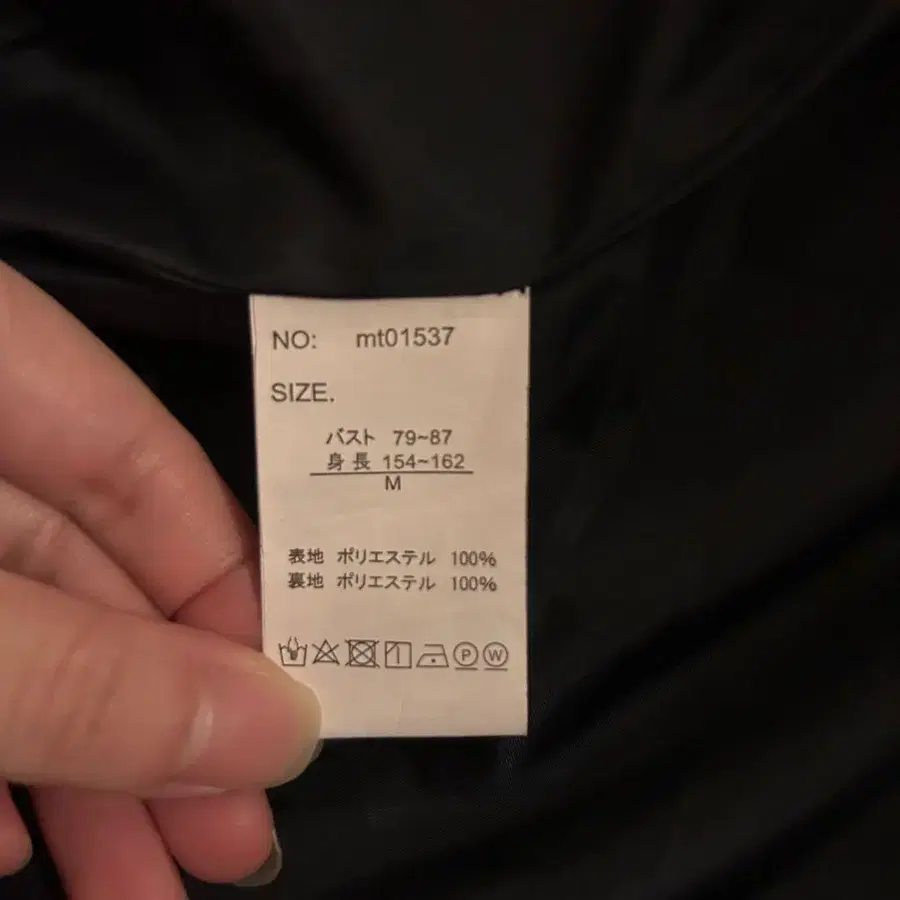 NO: mt01537
SIZE.
バスト 79~87
身長 154~162
M
表地 ポリエステル 100%
裏地 ポリエステル 100%
P W